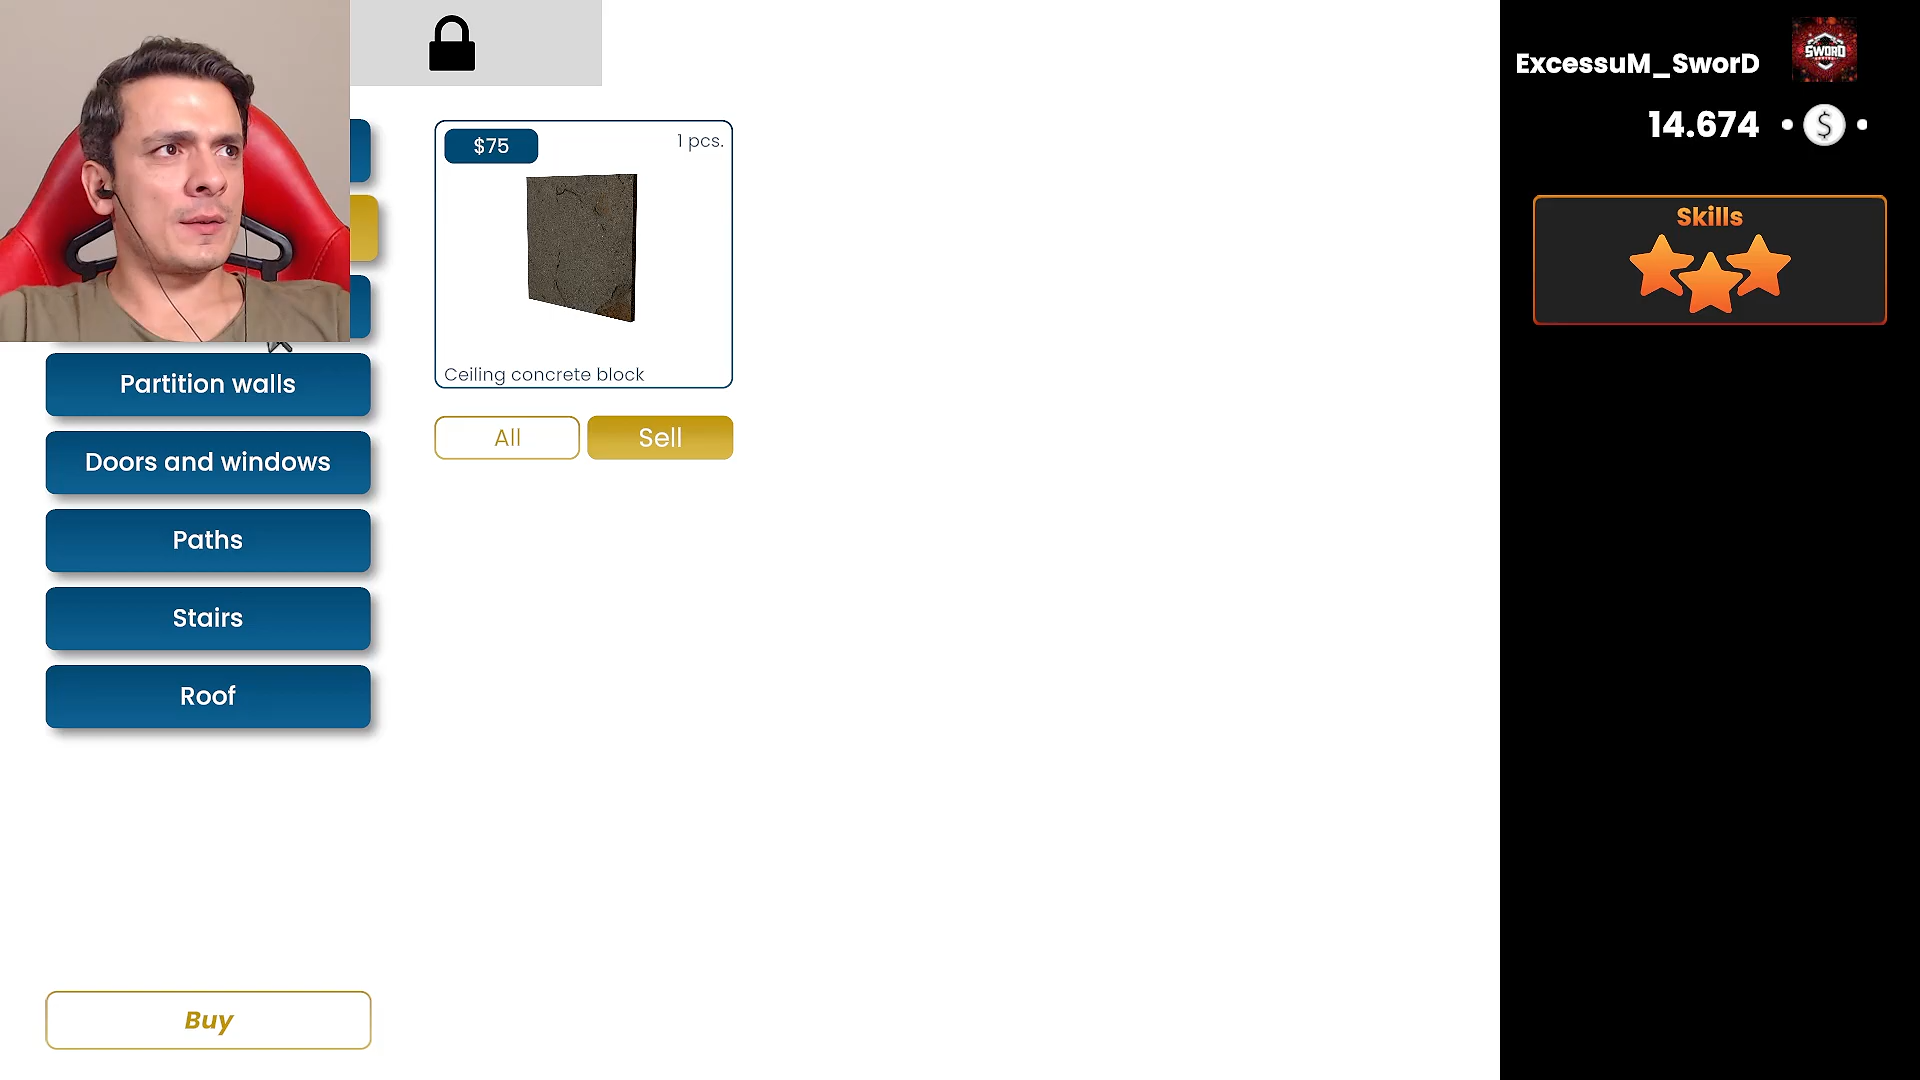 ExcessuM_SworD
SWORD
14.674
$
$75
1 pcs.
Skills
Ceiling concrete block
Partition walls
All
Sell
Doors and windows
Paths
Stairs
Roof
Buy